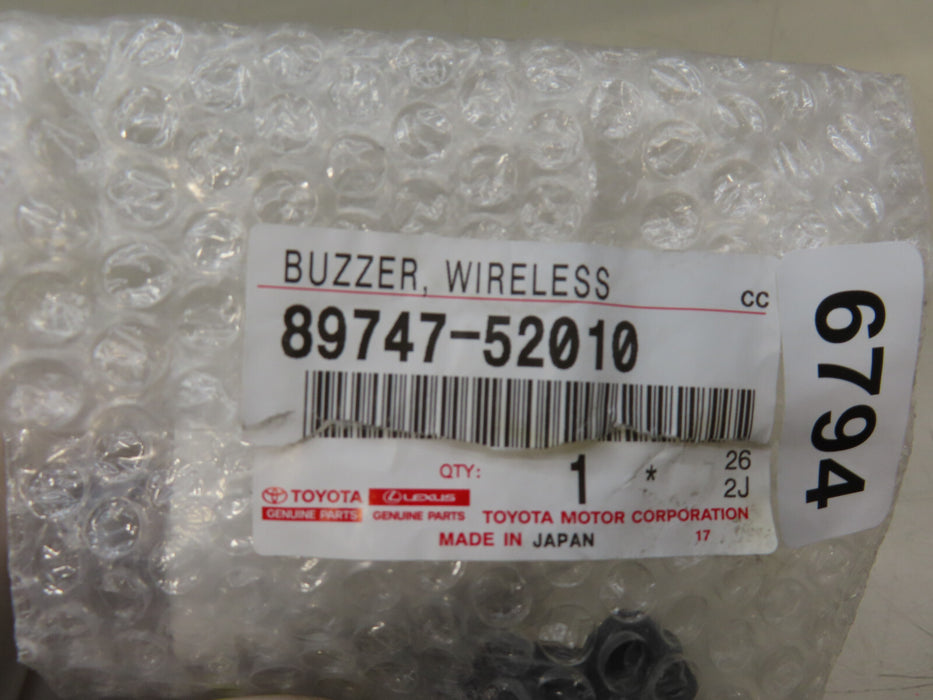 BUZZER, WIRELESS
CC
89747-52010
QTY: 1 * 26
2J
TOYOTA LEXUS
GENUINE PARTS GENUINE PARTS TOYOTA MOTOR CORPORATION
MADE IN JAPAN 17
6794